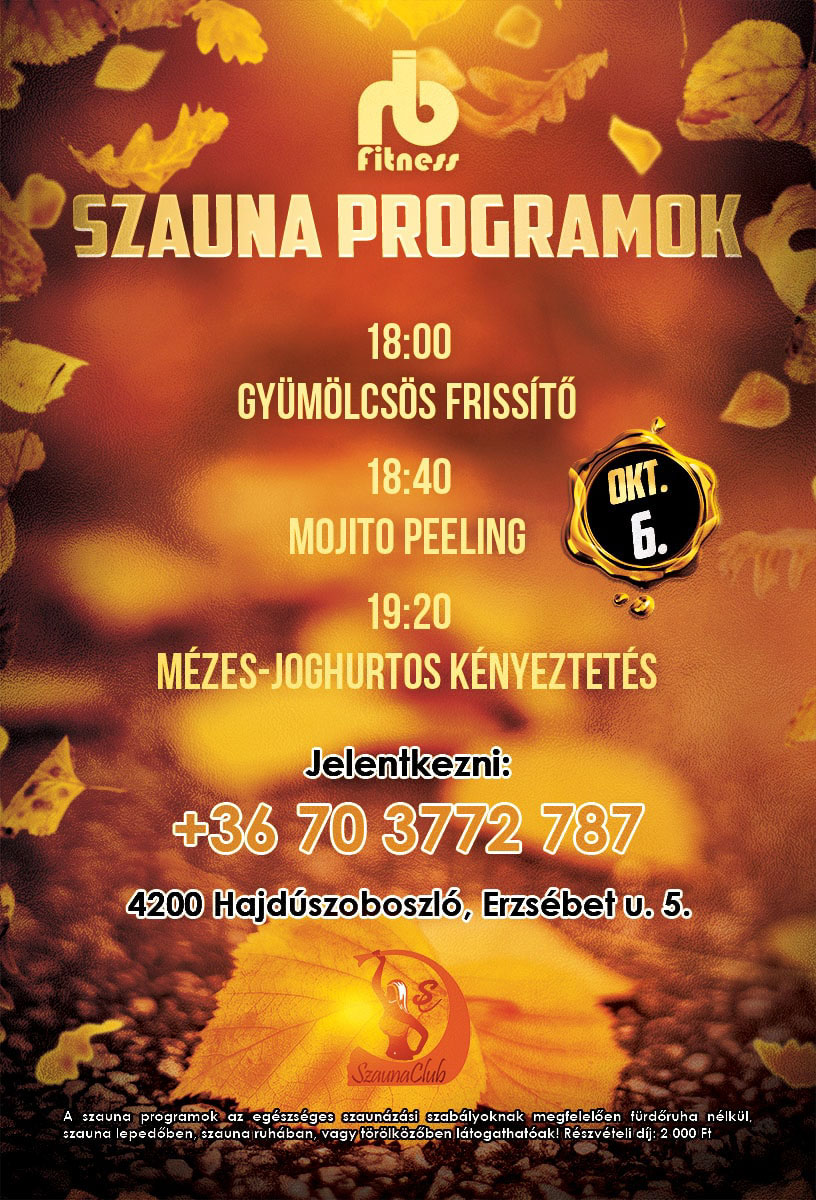 rb
Fitness
SZAUNA PROGRAMOK
18:00
GYÜMÖLCSÖS FRISSÍTŐ
18:40
MOJITO PEELING
OKT.
6.
19:20
MÉZES-JOGHURTOS KÉNYEZTETÉS
Jelentkezni:
+36 70 3772 787
4200 Hajdúszoboszló, Erzsébet u. 5.
S
SzaunaClub
A szauna programok az egészséges szaunázási szabályoknak megfelelően fürdőruha nélkül,
szauna lepedőben, szauna ruhában, vagy törölközőben látogathatóak! Részvételi díj: 2 000 Ft